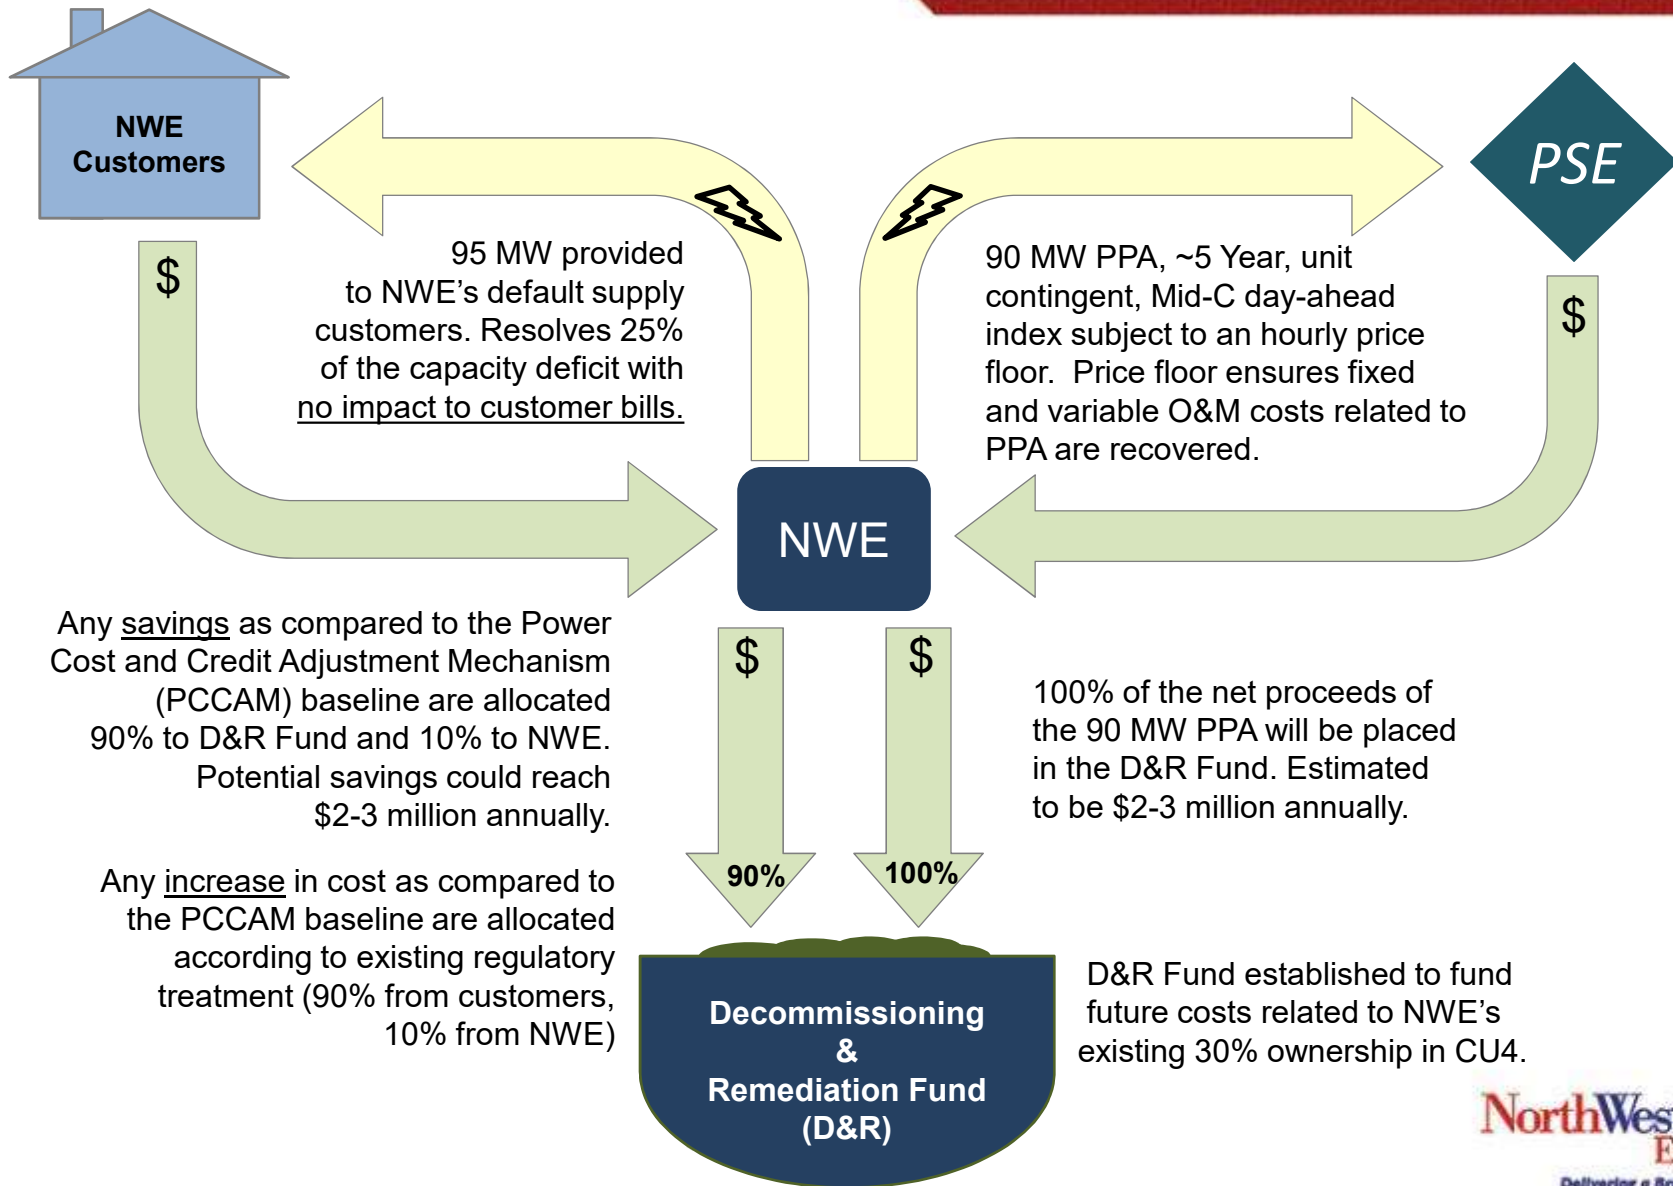 NWE
Customers
PSE
$
95 MW provided
to NWE’s default supply
customers. Resolves 25%
of the capacity deficit with
no impact to customer bills.
90 MW PPA, ~5 Year, unit
contingent, Mid-C day-ahead
index subject to an hourly price
floor.  Price floor ensures fixed
and variable O&M costs related to
PPA are recovered.
$
NWE
Any savings as compared to the Power
Cost and Credit Adjustment Mechanism
(PCCAM) baseline are allocated
90% to D&R Fund and 10% to NWE.
Potential savings could reach
$2-3 million annually.
Any increase in cost as compared to
the PCCAM baseline are allocated
according to existing regulatory
treatment (90% from customers,
10% from NWE)
$
90%
$
100%
100% of the net proceeds of
the 90 MW PPA will be placed
in the D&R Fund. Estimated
to be $2-3 million annually.
Decommissioning
&
Remediation Fund
(D&R)
D&R Fund established to fund
future costs related to NWE’s
existing 30% ownership in CU4.
NorthWes
E
Delivering a Br